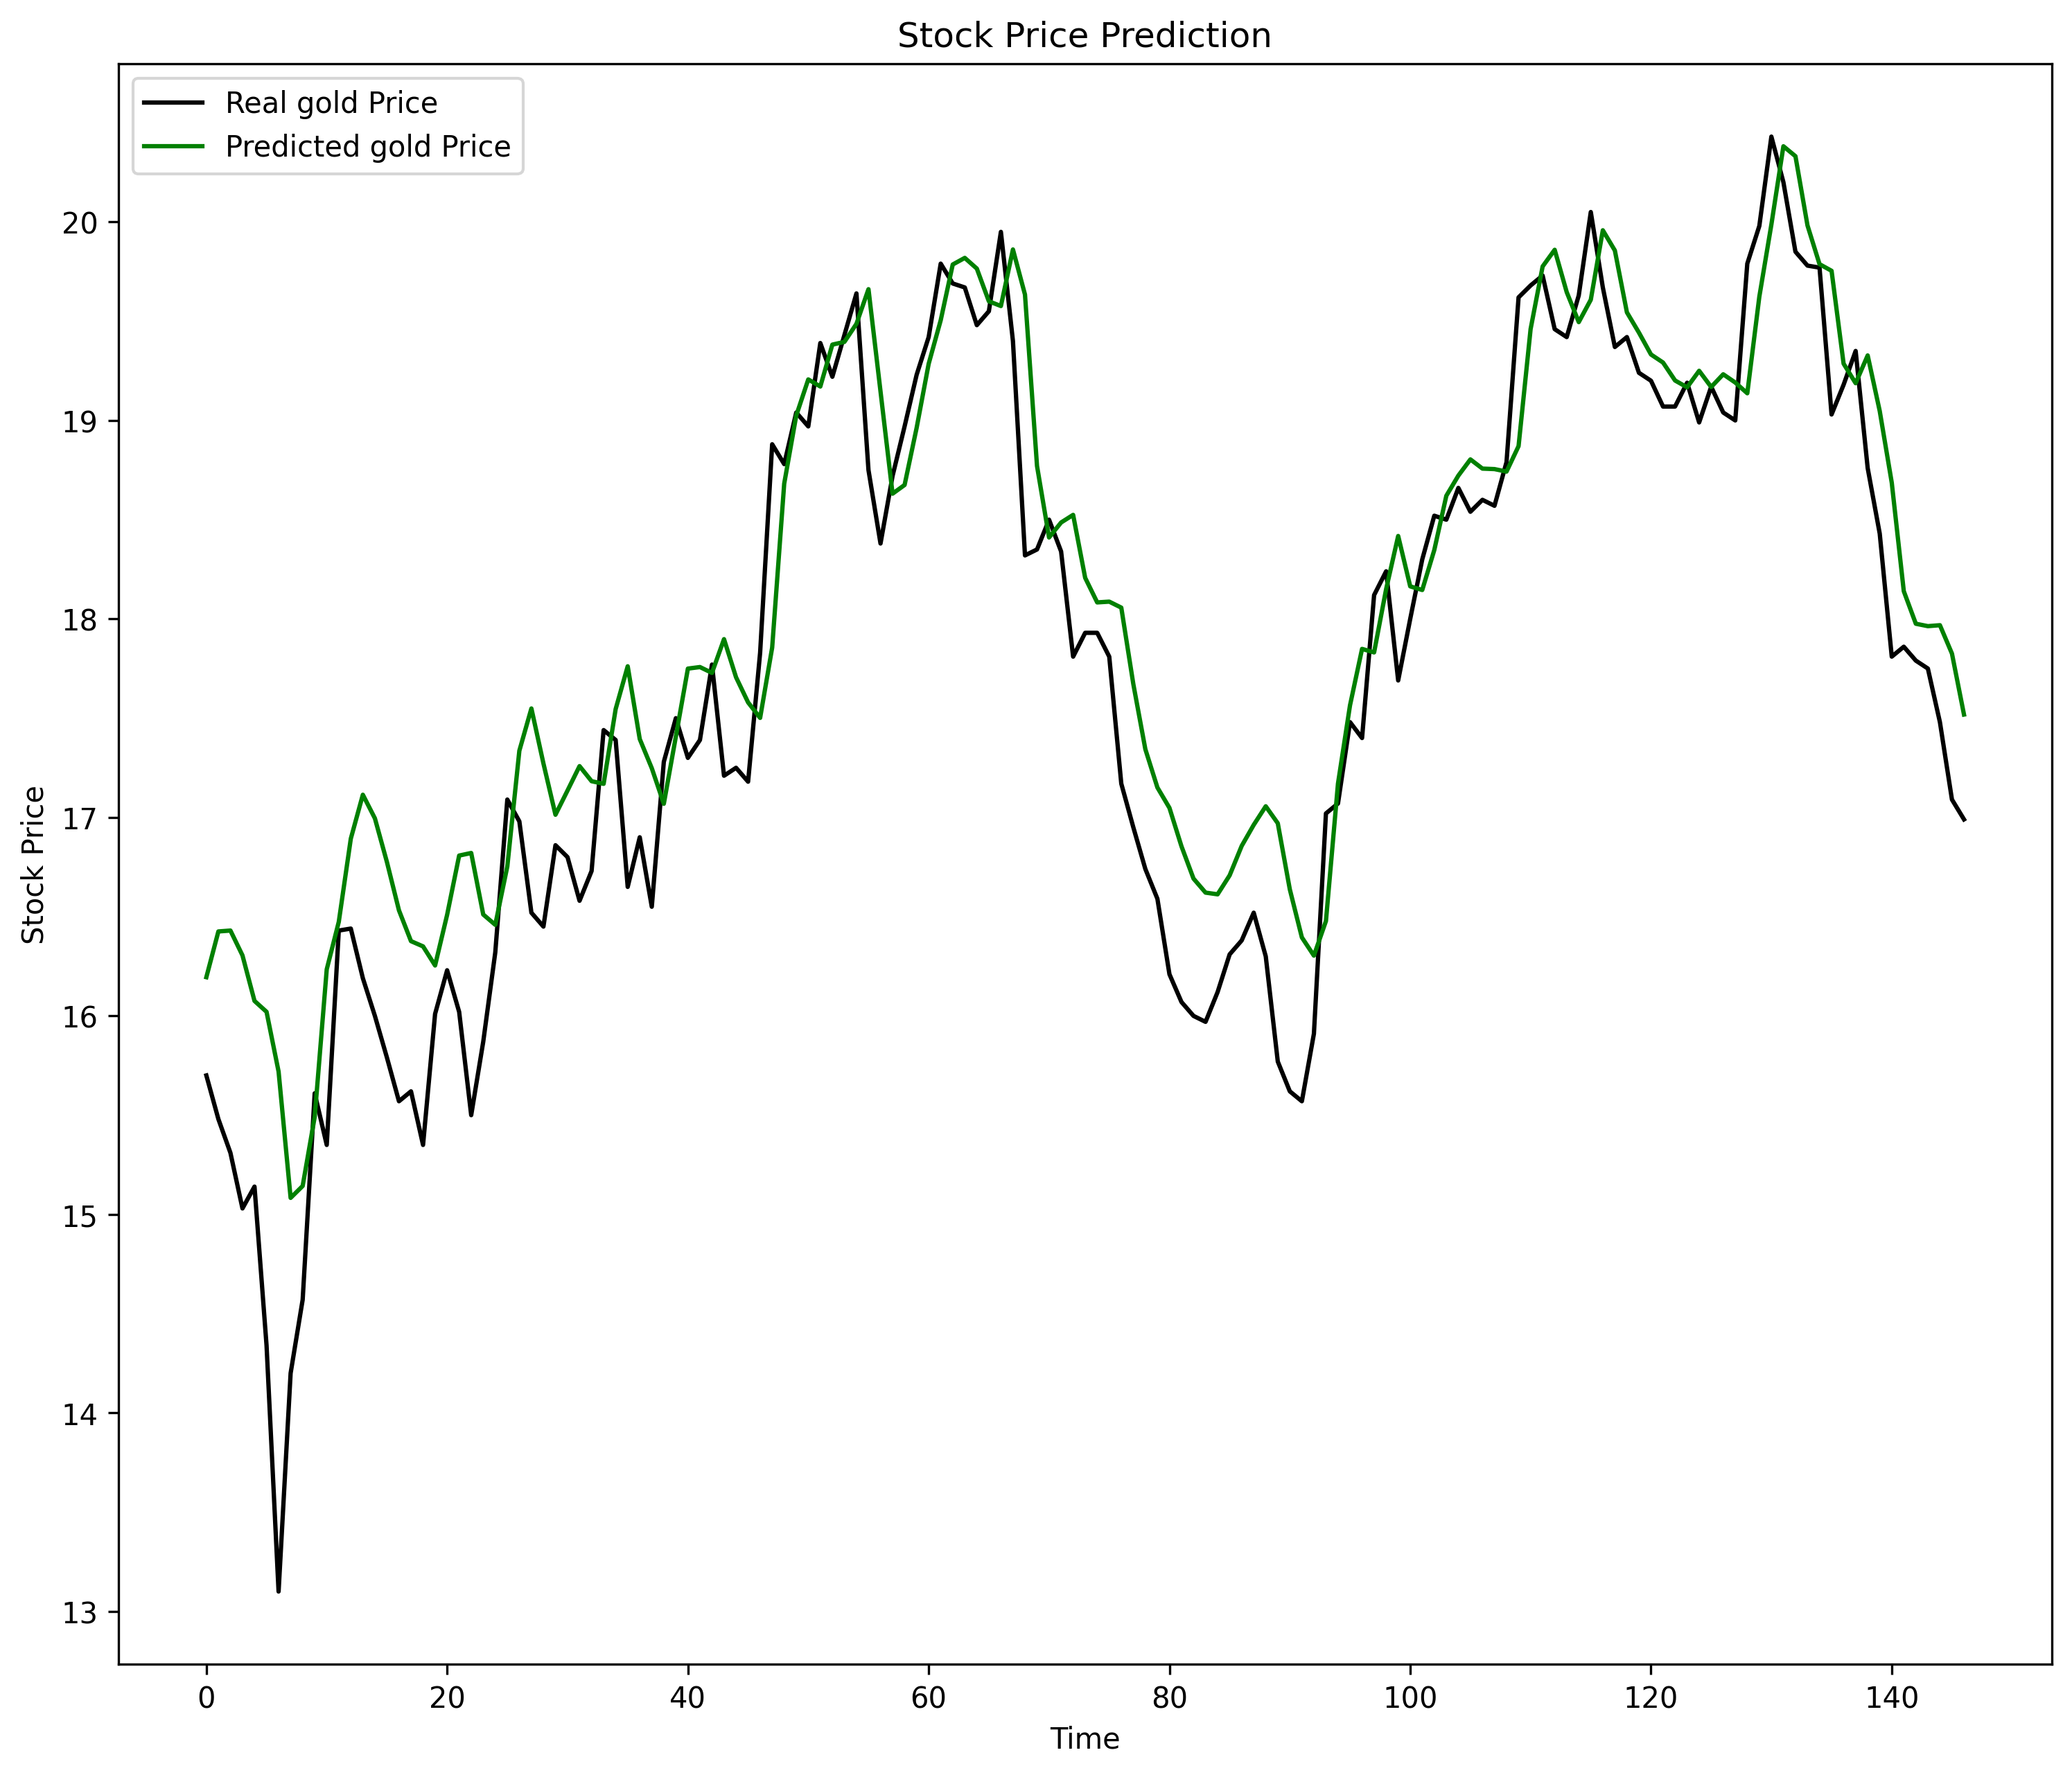 Stock Price Prediction
Real gold Price
Predicted gold Price
Stock Price
20
19
18
17
16
15
14
13
0 20 40 60 80 100 120 140
Time